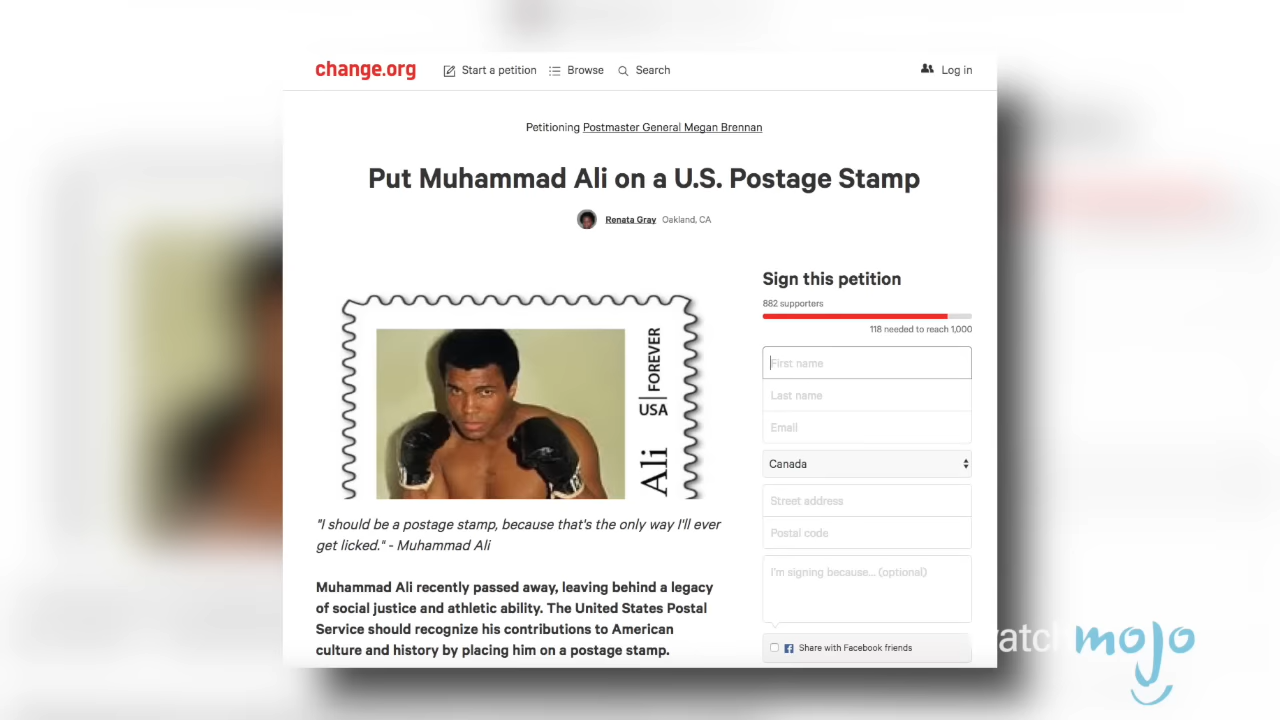 change.org
Start a petition
Browse
Search
Log in
Petitioning Postmaster General Megan Brennan
Put Muhammad Ali on a U.S. Postage Stamp
Renata Gray Oakland, CA
USA FOREVER
Ali
"I should be a postage stamp, because that's the only way I'll ever
get licked." - Muhammad Ali
Muhammad Ali recently passed away, leaving behind a legacy
of social justice and athletic ability. The United States Postal
Service should recognize his contributions to American
culture and history by placing him on a postage stamp.
Sign this petition
882 supporters
118 needed to reach 1,000
First name
Last name
Email
Canada
Street address
Postal code
I'm signing because... (optional)
Share with Facebook friends
watchmojo